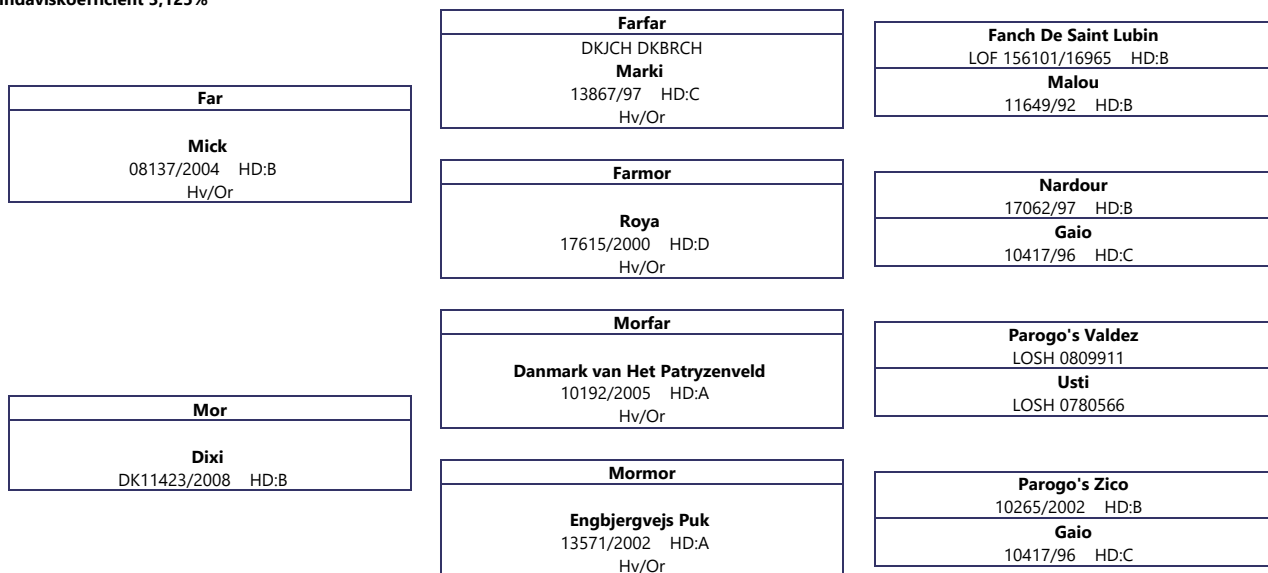 Indaviskoefficient 3,125%
Far
Mick
08137/2004 HD:B
Hv/Or
Mor
Dixi
DK11423/2008 HD:B
Farfar
DKJCH DKBRCH
Marki
13867/97 HD:C
Hv/Or
Farmor
Roya
17615/2000 HD:D
Hv/Or
Morfar
Danmark van Het Patryzenveld
10192/2005 HD:A
Hv/Or
Mormor
Engbjergvejs Puk
13571/2002 HD:A
Hv/Or
Fanch De Saint Lubin
LOF 156101/16965 HD:B
Malou
11649/92 HD:B
Nardour
17062/97 HD:B
Gaio
10417/96 HD:C
Parogo's Valdez
LOSH 0809911
Usti
LOSH 0780566
Parogo's Zico
10265/2002 HD:B
Gaio
10417/96 HD:C